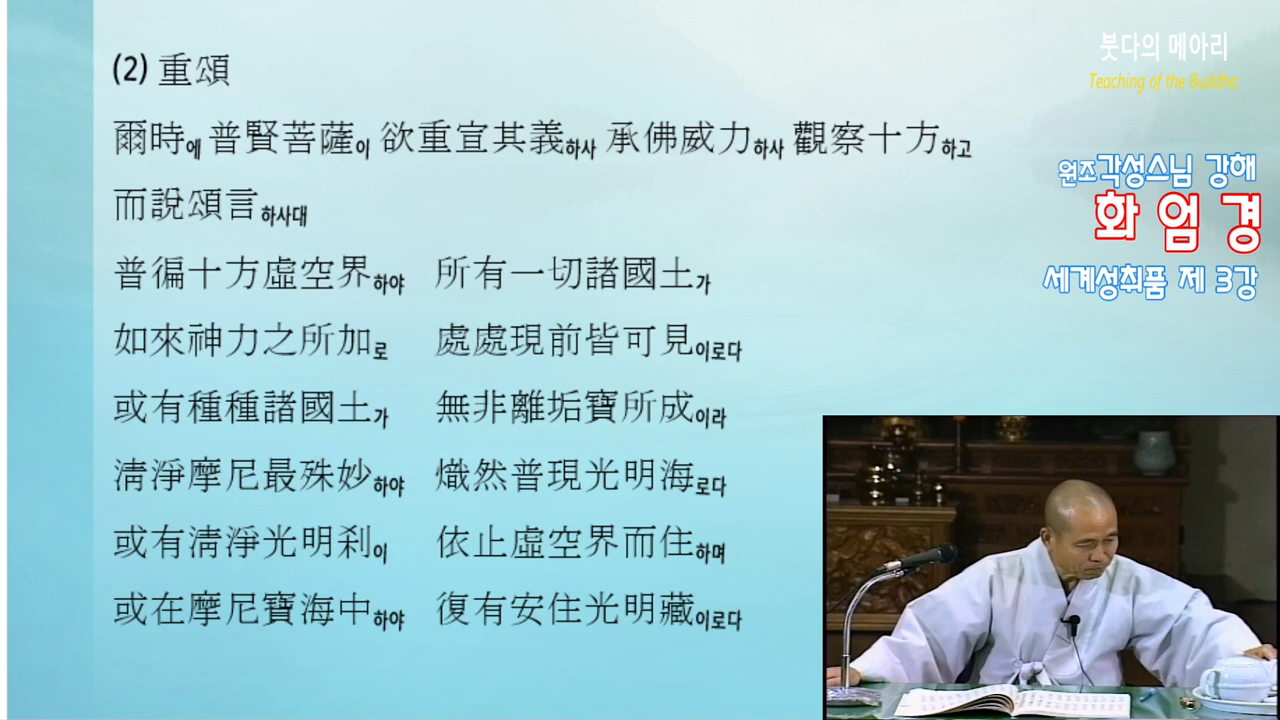 (2) 重頌
爾時에 普賢菩薩이 欲重宣其義하사 承佛威力하사 觀察十方하고
而說頌言하사대
普徧十方虛空界하야 所有一切諸國土가
如來神力之所加로 處處現前皆可見이로다
或有種種諸國土가 無非離垢寶所成이라
淸淨摩尼最殊妙하야 熾然普現光明海로다
或有淸淨光明刹이 依止虛空界而住하며
或在摩尼寶海中하야 復有安住光明藏이로다
붓다의 메아리
Teaching of the Buddha
원조각성스님 강해
화엄경
세계성취품 제 3강